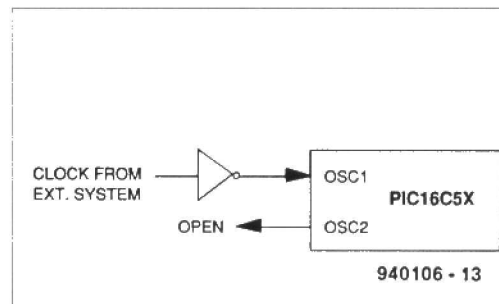 CLOCK FROM
EXT. SYSTEM
OSC1
PIC16C5X
OPEN
OSC2
940106 - 13